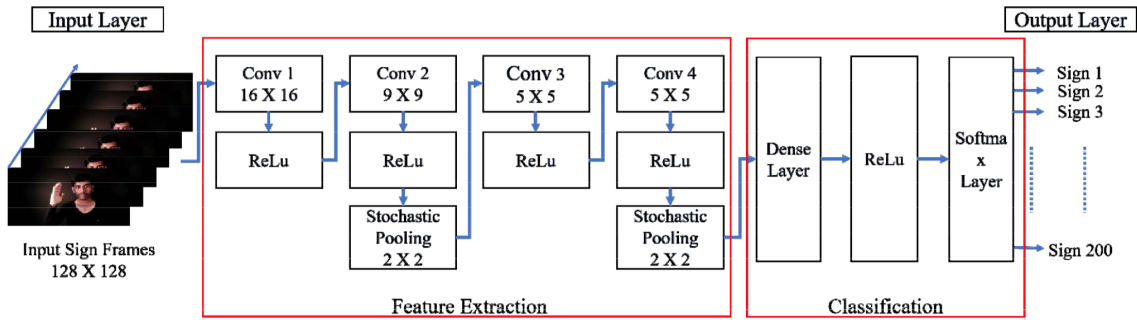 Input Layer
Output Layer
Input Sign Frames
128 X 128
Conv 1
16 X 16
ReLu
Conv 2
9 X 9
ReLu
Stochastic
Pooling
2 X 2
Conv 3
5 X 5
ReLu
Conv 4
5 X 5
ReLu
Stochastic
Pooling
2 X 2
Feature Extraction
Dense
Layer
ReLu
Softma
x
Layer
Classification
Sign 1
Sign 2
Sign 3
Sign 200